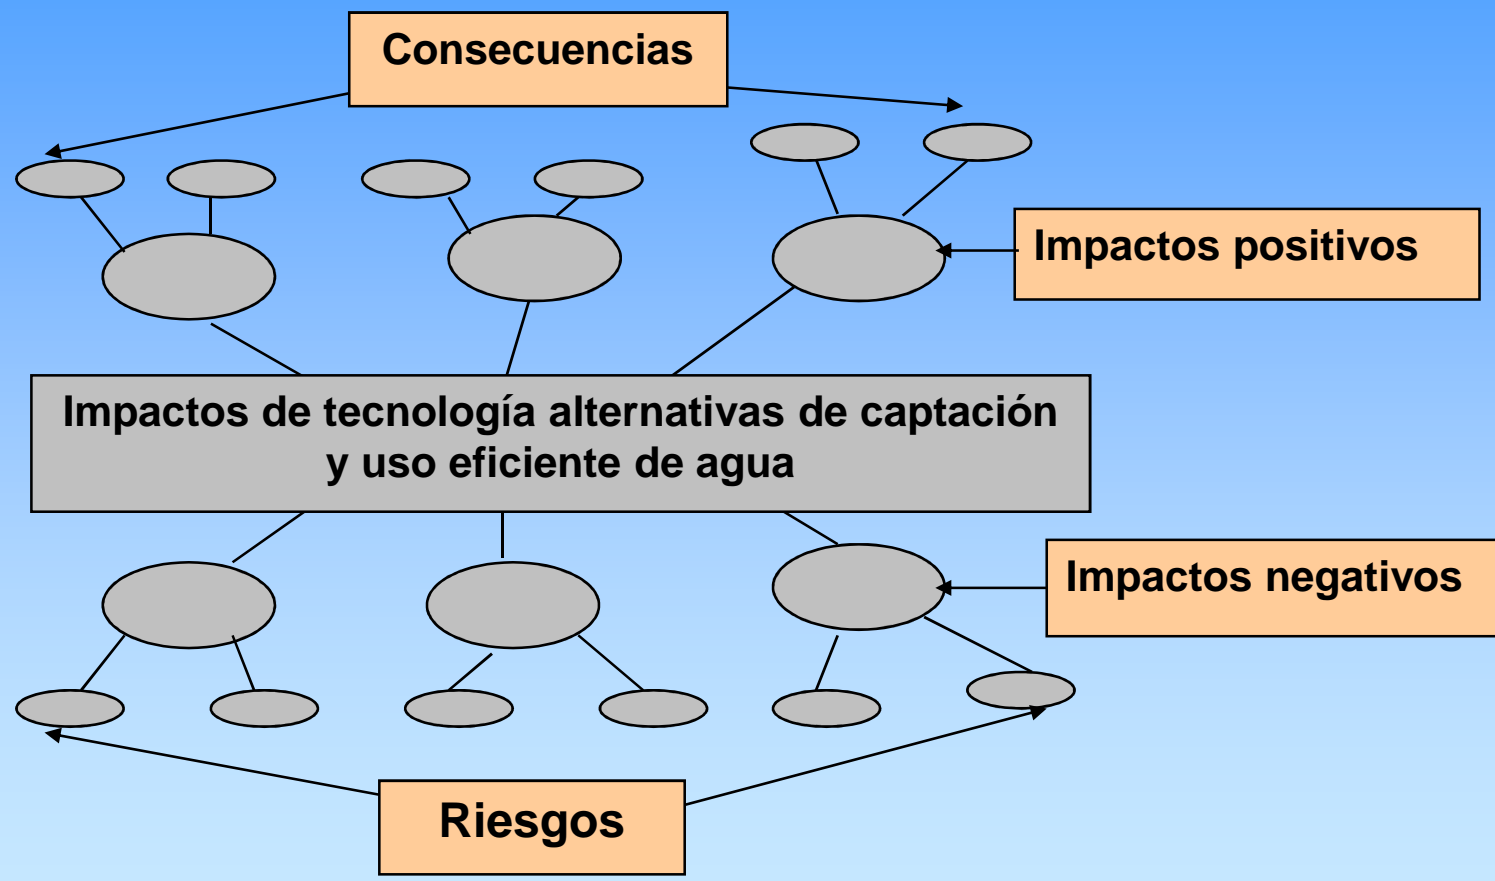 Consecuencias
Impactos positivos
Impactos de tecnología alternativas de captación
y uso eficiente de agua
Impactos negativos
Riesgos